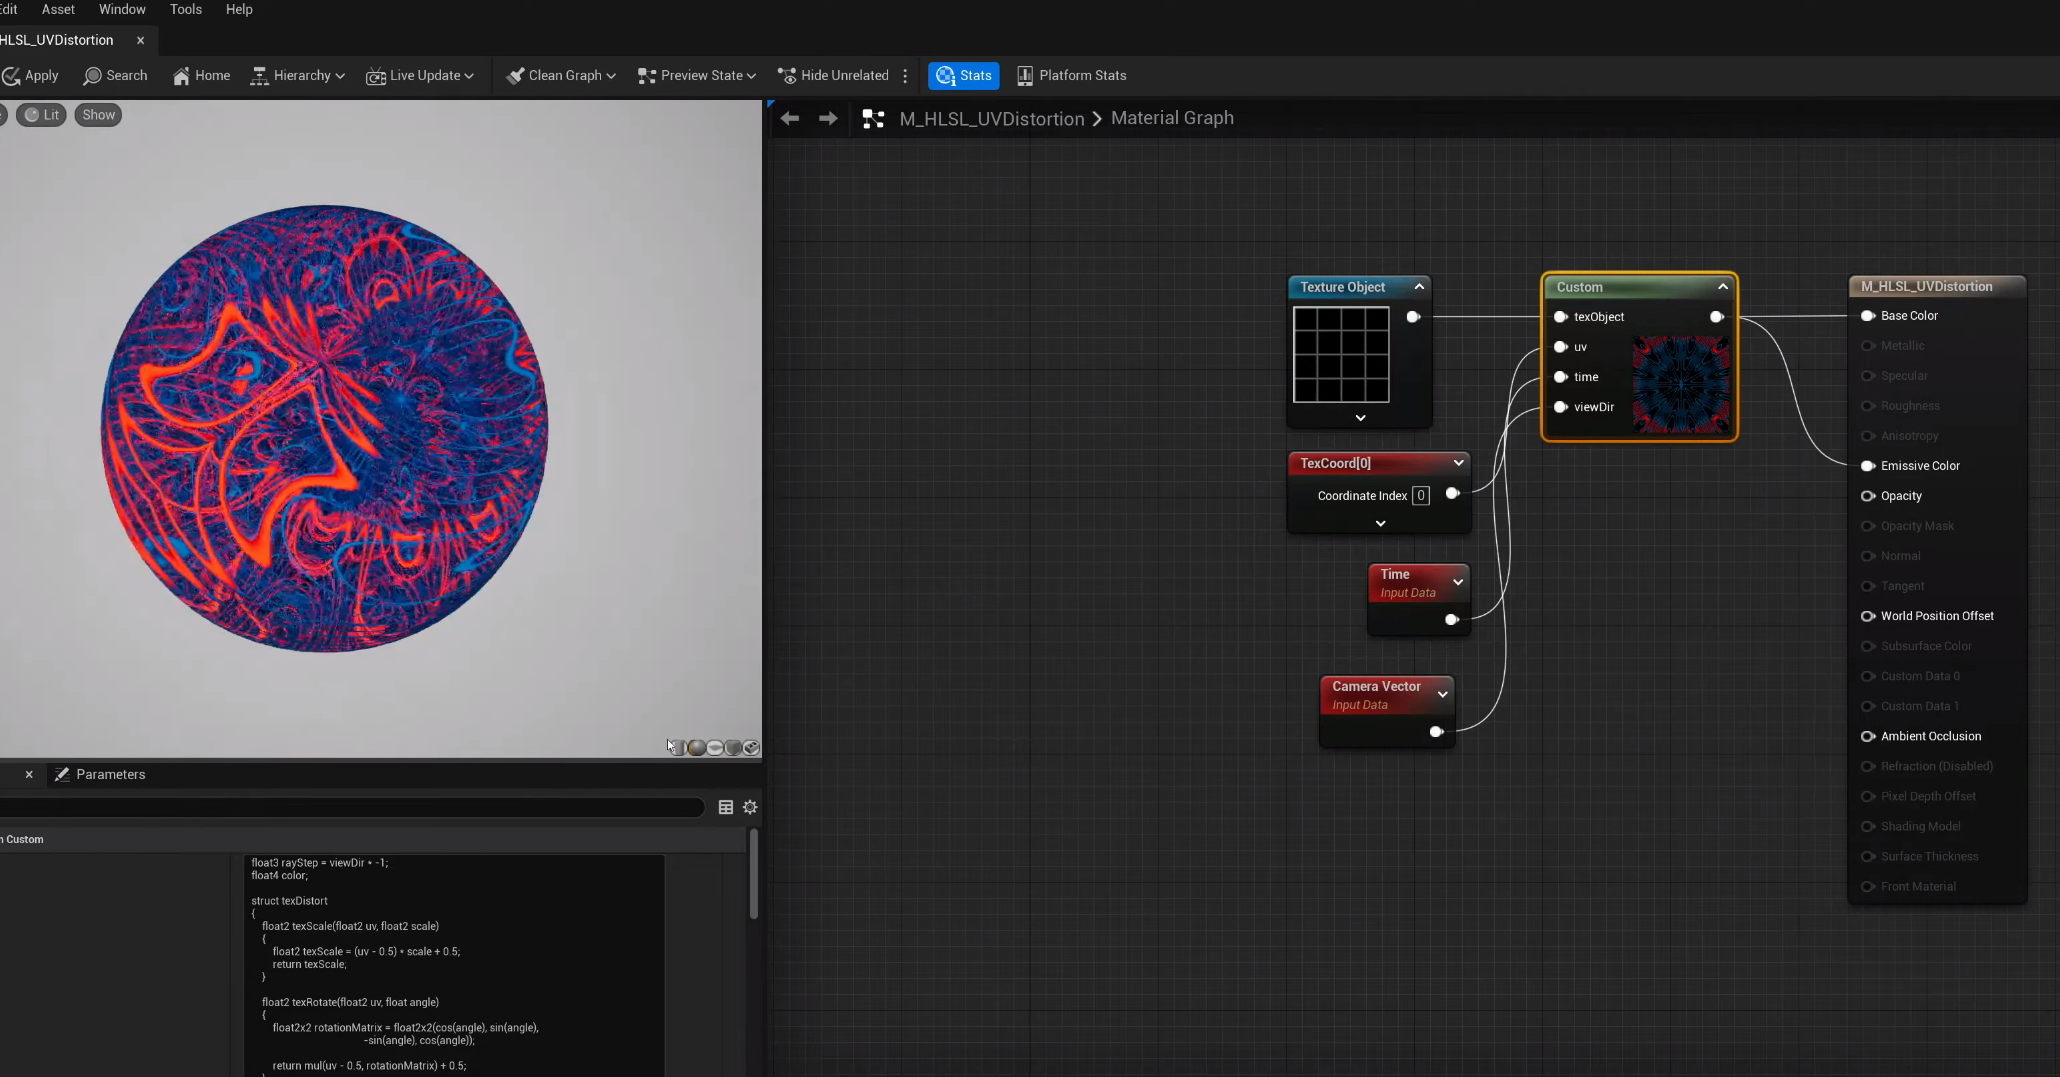 Edit Asset Window Tools Help
HLSL_UVDistortion
Apply Search Home Hierarchy Live Update Clean Graph Preview State Hide Unrelated Stats Platform Stats
Lit Show
M_HLSL_UVDistortion > Material Graph
Texture Object
Custom
texObject
uv
time
viewDir
TexCoord[0]
Coordinate Index 0
Time
Input Data
Camera Vector
Input Data
M_HLSL_UVDistortion
Base Color
Metallic
Specular
Roughness
Anisotropy
Emissive Color
Opacity
Opacity Mask
Normal
Tangent
World Position Offset
Subsurface Color
Custom Data 0
Custom Data 1
Ambient Occlusion
Refraction (Disabled)
Pixel Depth Offset
Shading Model
Surface Thickness
Front Material
Parameters
n Custom
float3 rayStep = viewDir * -1;
float4 color;
struct texDistort
{
float2 texScale(float2 uv, float2 scale)
{
float2 texScale = (uv - 0.5) * scale + 0.5;
return texScale;
}
float2 texRotate(float2 uv, float angle)
{
float2x2 rotationMatrix = float2x2(cos(angle), sin(angle),
-sin(angle), cos(angle));
return mul(uv - 0.5, rotationMatrix) + 0.5;